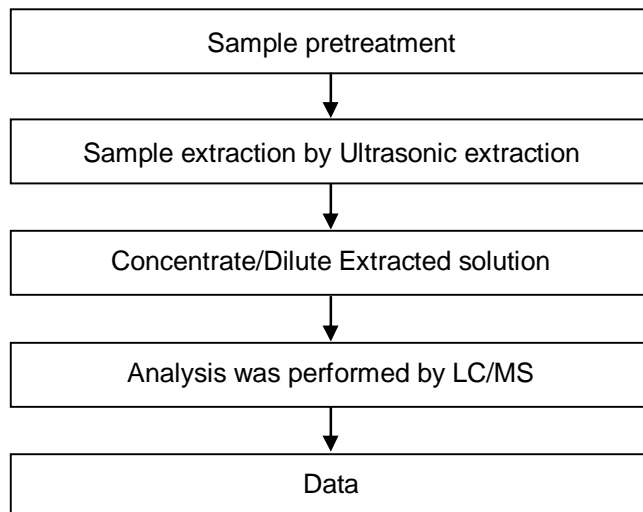 Sample pretreatment
Sample extraction by Ultrasonic extraction
Concentrate/Dilute Extracted solution
Analysis was performed by LC/MS
Data